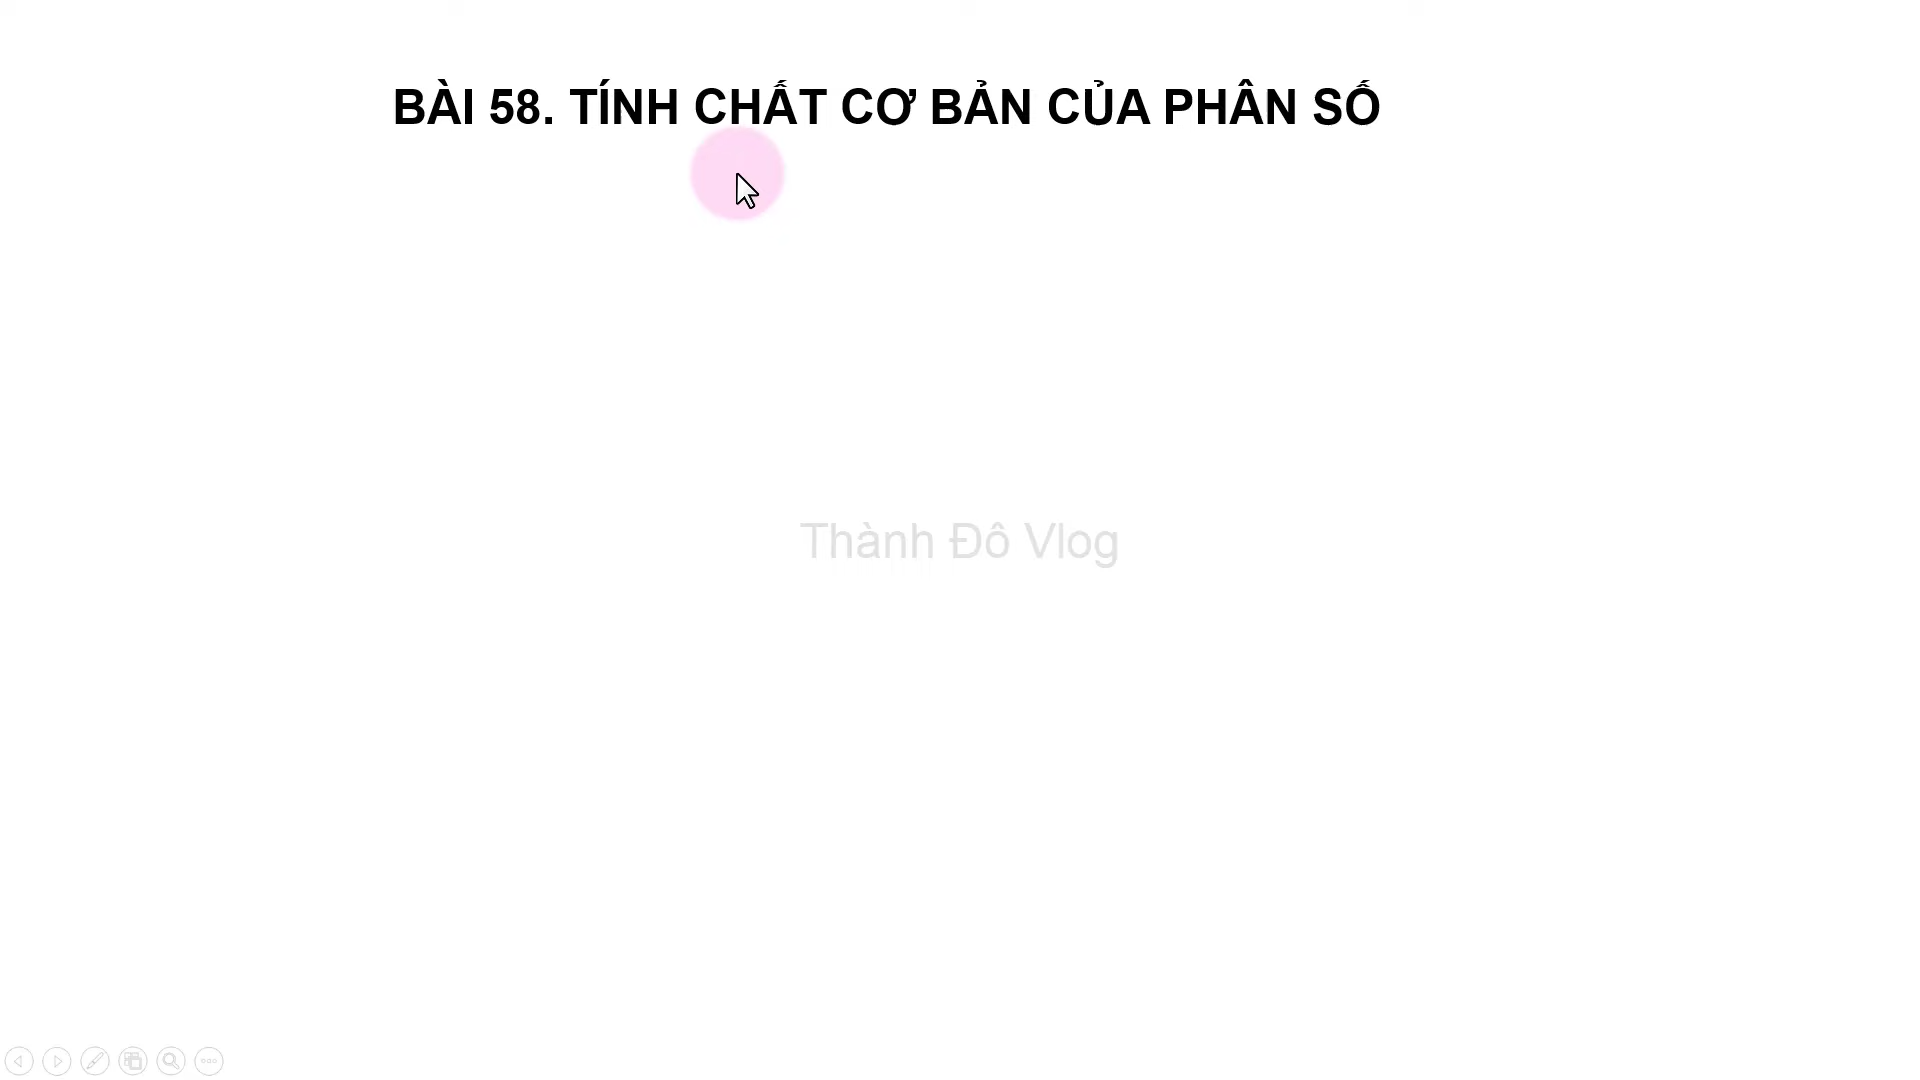 BÀI 58. TÍNH CHẤT CƠ BẢN CỦA PHÂN SỐ
Thành Đô Vlog